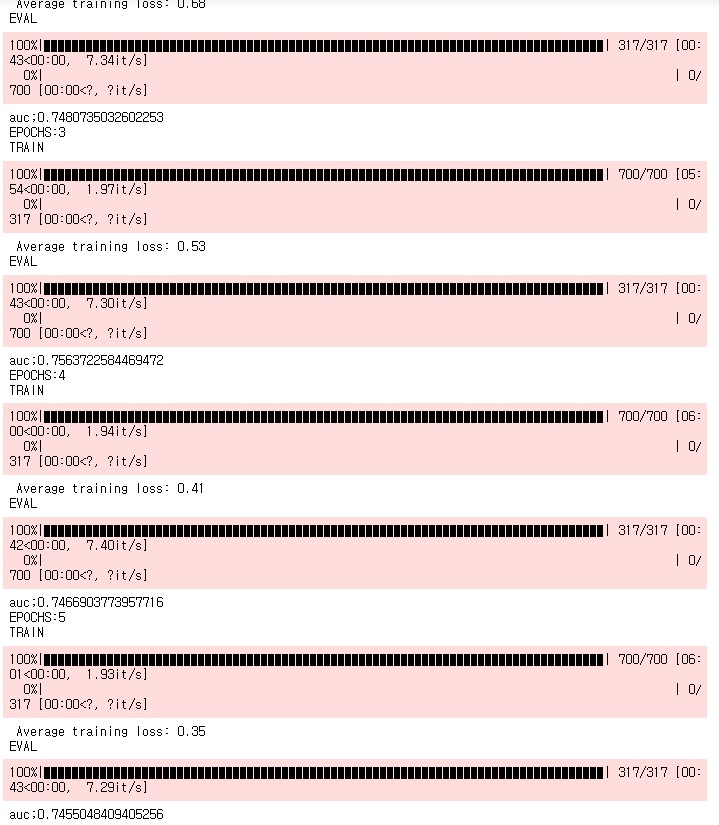 Average training loss: 0.68
EVAL
100%|██████████| 317/317 [00:
43<00:00,  7.34it/s]
  0%|          | 0/
700 [00:00<?, ?it/s]
auc;0.7480735032602253
EPOCHS:3
TRAIN
100%|██████████| 700/700 [05:
54<00:00,  1.97it/s]
  0%|          | 0/
317 [00:00<?, ?it/s]
Average training loss: 0.53
EVAL
100%|██████████| 317/317 [00:
43<00:00,  7.30it/s]
  0%|          | 0/
700 [00:00<?, ?it/s]
auc;0.7563722584469472
EPOCHS:4
TRAIN
100%|██████████| 700/700 [06:
00<00:00,  1.94it/s]
  0%|          | 0/
317 [00:00<?, ?it/s]
Average training loss: 0.41
EVAL
100%|██████████| 317/317 [00:
42<00:00,  7.40it/s]
  0%|          | 0/
700 [00:00<?, ?it/s]
auc;0.7466903773957716
EPOCHS:5
TRAIN
100%|██████████| 700/700 [06:
01<00:00,  1.93it/s]
  0%|          | 0/
317 [00:00<?, ?it/s]
Average training loss: 0.35
EVAL
100%|██████████| 317/317 [00:
43<00:00,  7.29it/s]
auc;0.7455048409405256